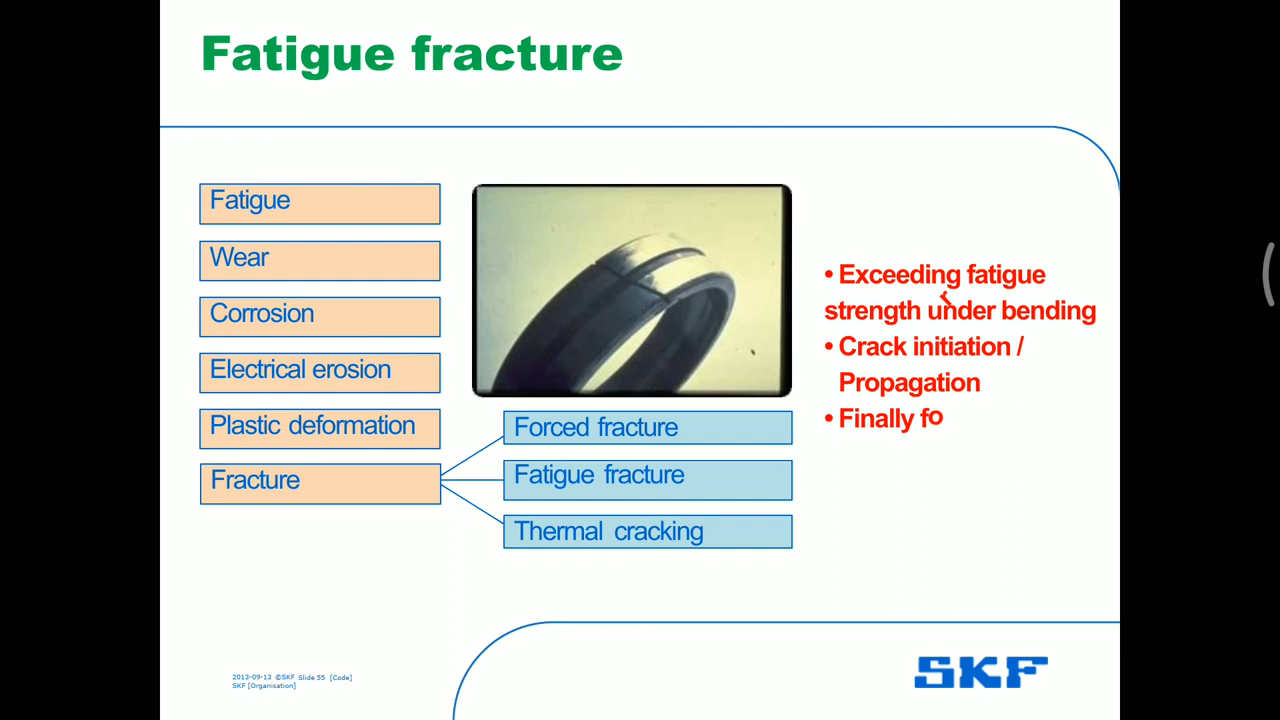 Fatigue fracture
Fatigue
Wear
Corrosion
Electrical erosion
Plastic deformation
Fracture
Forced fracture
Fatigue fracture
Thermal cracking
• Exceeding fatigue
strength under bending
• Crack initiation /
Propagation
• Finally fo
2013-09-13 ©SKF Slide 55 [Code]
SKF [Organisation]
SKF